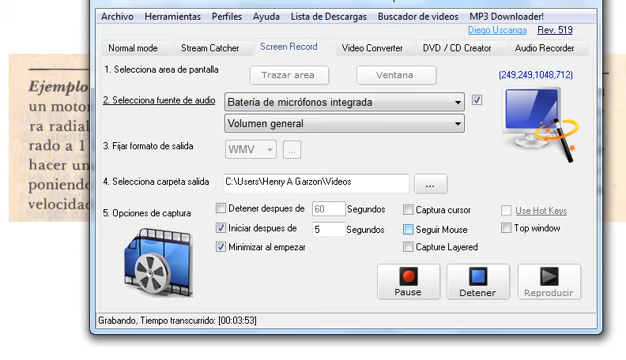 Archivo Herramientas Perfiles Ayuda Lista de Descargas Buscador de videos MP3 Downloader!
Diego Uscanga Rev. 519
Normal mode Stream Catcher Screen Record Video Converter DVD / CD Creator Audio Recorder
1. Selecciona area de pantalla Trazar area Ventana (249,249,1048,712)
2. Selecciona fuente de audio Batería de micrófonos integrada
Volumen general
3. Fijar formato de salida WMV ...
4. Selecciona carpeta salida C:\Users\Henry A Garzon\Videos ...
5. Opciones de captura Detener despues de 60 Segundos Captura cursor Use Hot Keys
Iniciar despues de 5 Segundos Seguir Mouse Top window
Minimizar al empezar Capture Layered
Pause Detener Reproducir
Grabando, Tiempo transcurrido: [00:03:53]
Ejemplo
un motor
ra radial
rado a 1
hacer un
poniendo
velocidad